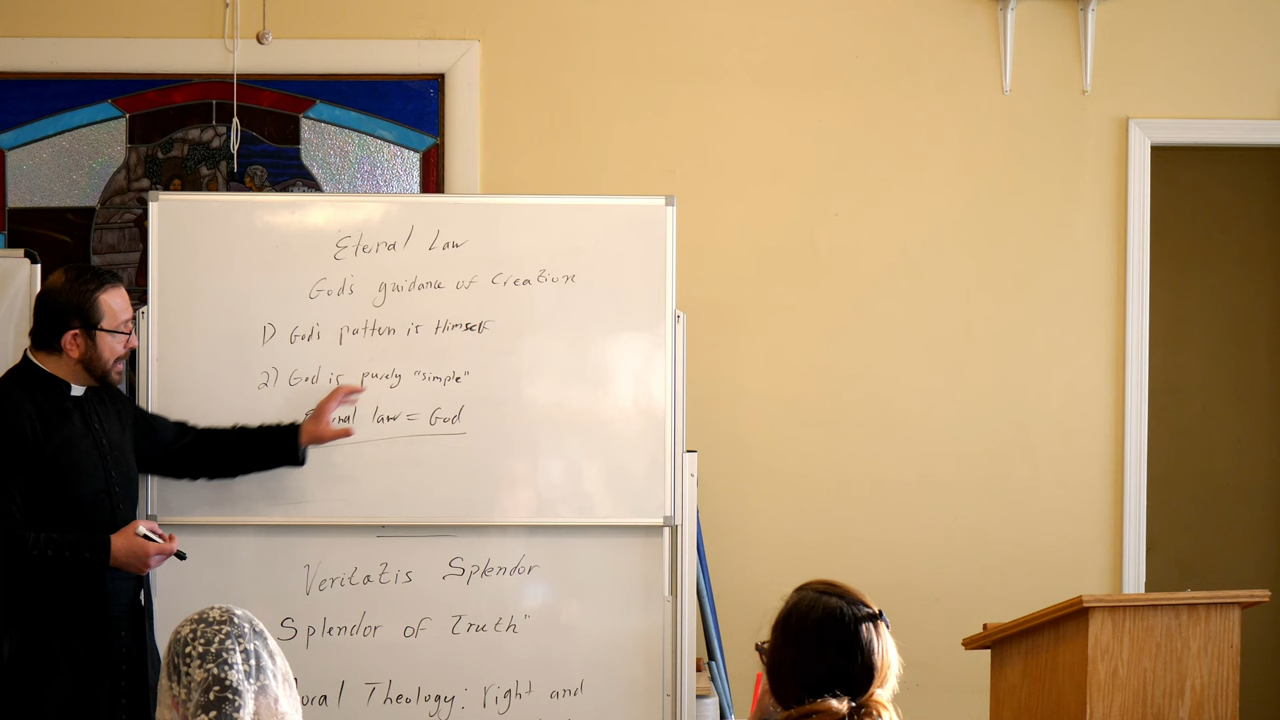 Eternal Law
God's guidance of Creation
1) God's pattern is Himself
2) God is purely "simple"
law = God
Veritatis Splendor
Splendor of Truth"
Theology: right and